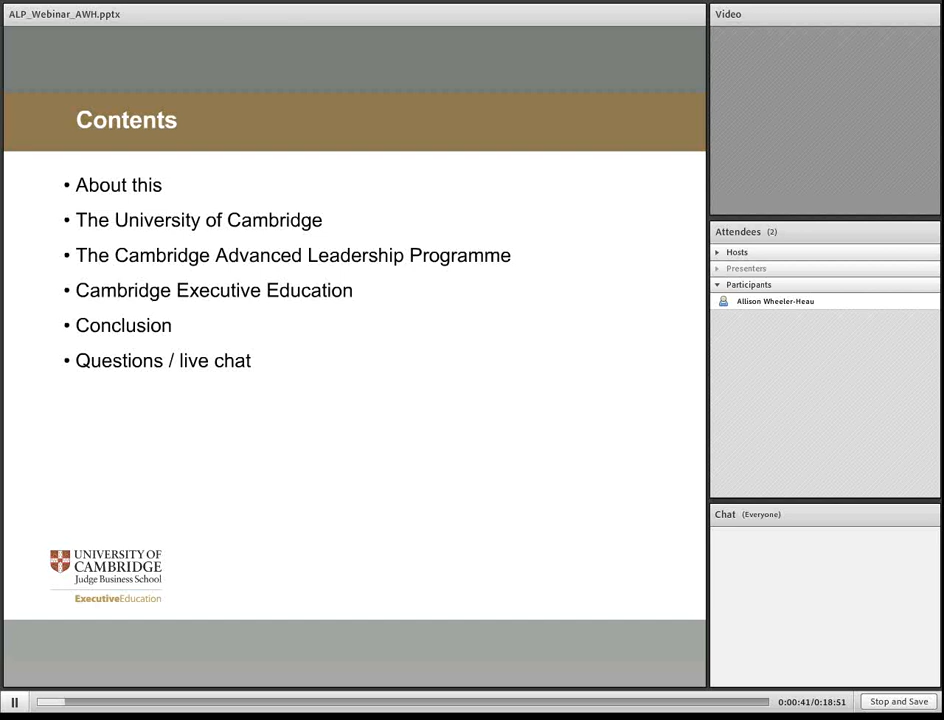 ALP_Webinar_AWH.pptx
Contents
• About this
• The University of Cambridge
• The Cambridge Advanced Leadership Programme
• Cambridge Executive Education
• Conclusion
• Questions / live chat
UNIVERSITY OF
CAMBRIDGE
Judge Business School
ExecutiveEducation
Video
Attendees (2)
Hosts
Presenters
Participants
Allison Wheeler-Heau
Chat (Everyone)
0:00:41/0:18:51
Stop and Save